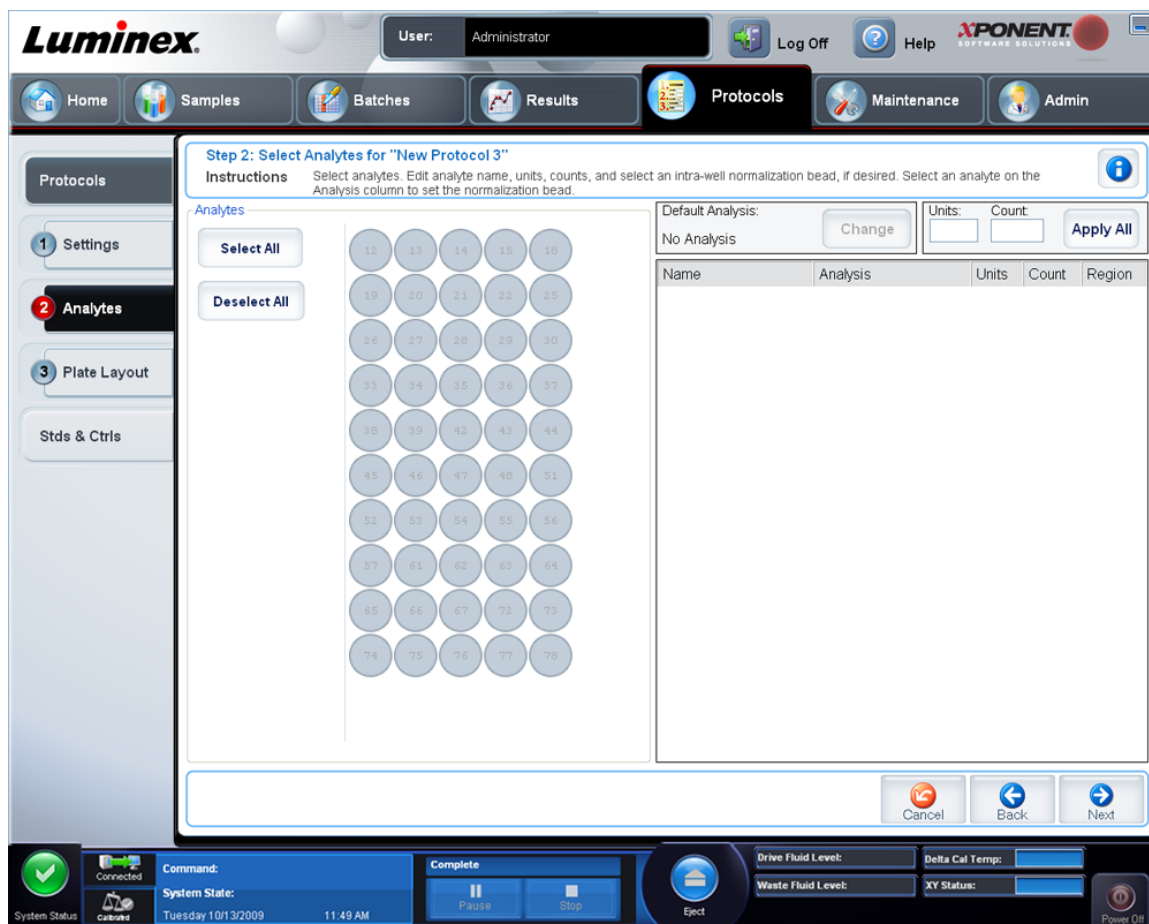 Luminex.
User: Administrator
Log Off
Help
XPONENT.
SOFTWARE SOLUTIONS
Home
Samples
Batches
Results
Protocols
Maintenance
Admin
Protocols
1 Settings
2 Analytes
3 Plate Layout
Stds & Ctrls
Step 2: Select Analytes for "New Protocol 3"
Instructions Select analytes. Edit analyte name, units, counts, and select an intra-well normalization bead, if desired. Select an analyte on the
Analysis column to set the normalization bead.
Analytes
Select All
Deselect All
12 13 14 15 18
19 20 21 22 25
26 27 28 29 30
33 34 35 36 37
38 39 42 43 44
45 46 47 48 51
52 53 54 55 56
57 61 62 63 64
65 66 67 72 73
74 75 76 77 78
Default Analysis:
No Analysis
Change
Units: Count:
Apply All
Name Analysis Units Count Region
Cancel
Back
Next
System Status
Connected
Calibrated
Command:
System State:
Tuesday 10/13/2009 11:49 AM
Complete
Pause
Stop
Eject
Drive Fluid Level:
Waste Fluid Level:
Delta Cal Temp:
XY Status:
Power Off